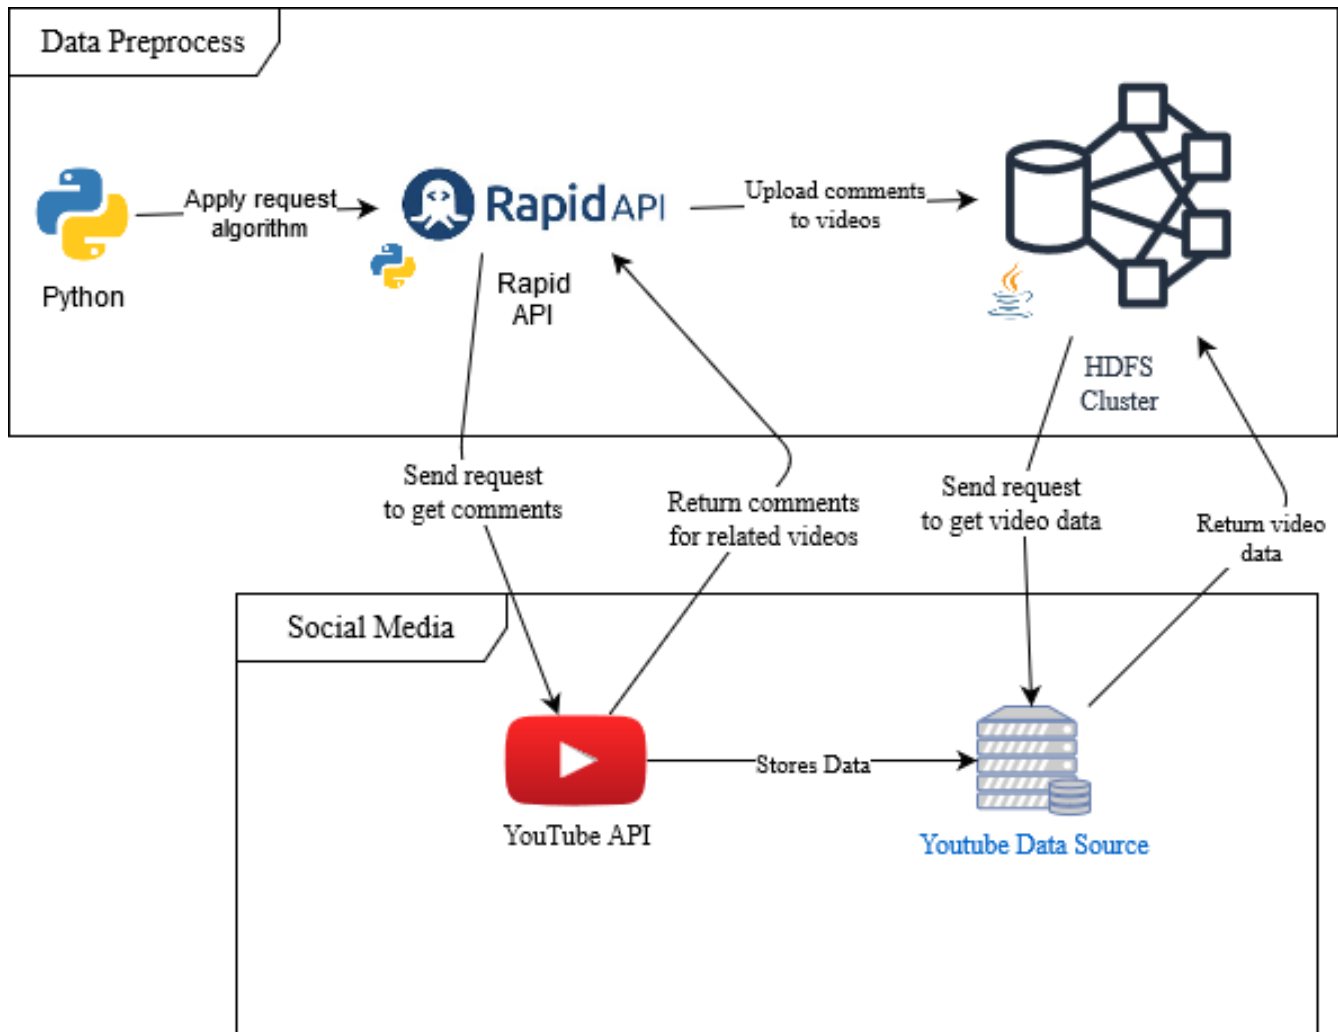 Data Preprocess
Apply request
algorithm
Rapid API
Upload comments
to videos
Python
Rapid
API
HDFS
Cluster
Send request
to get comments
Return comments
for related videos
Send request
to get video data
Return video
data
Social Media
Stores Data
YouTube API
Youtube Data Source